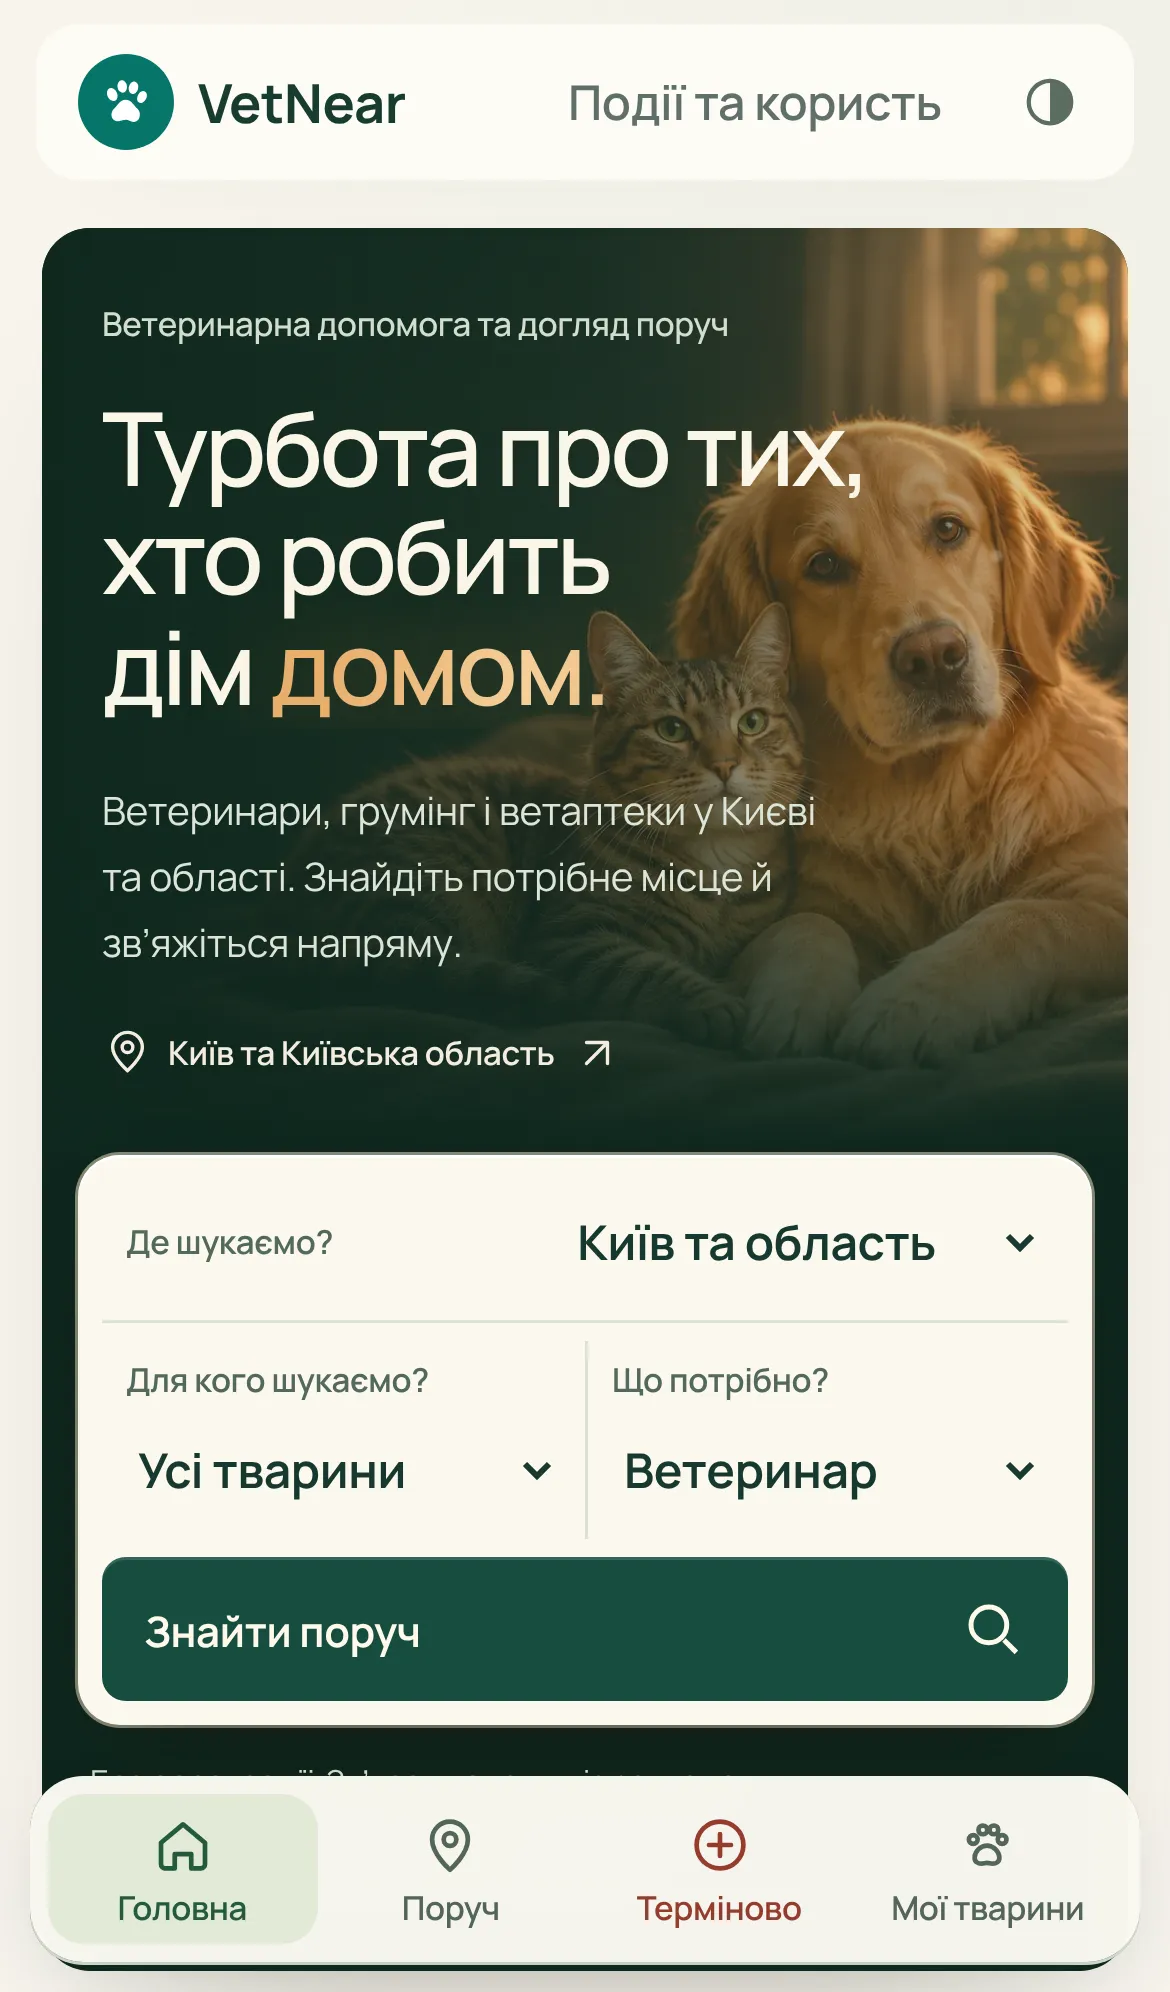 VetNear
Події та користь
Ветеринарна допомога та догляд поруч
Турбота про тих,
хто робить
дім домом.
Ветеринари, грумінг і ветаптеки у Києві
та області. Знайдіть потрібне місце й
зв’яжіться напряму.
Київ та Київська область
Де шукаємо?
Київ та область
Для кого шукаємо?
Що потрібно?
Усі тварини
Ветеринар
Знайти поруч
Головна
Поруч
Терміново
Мої тварини